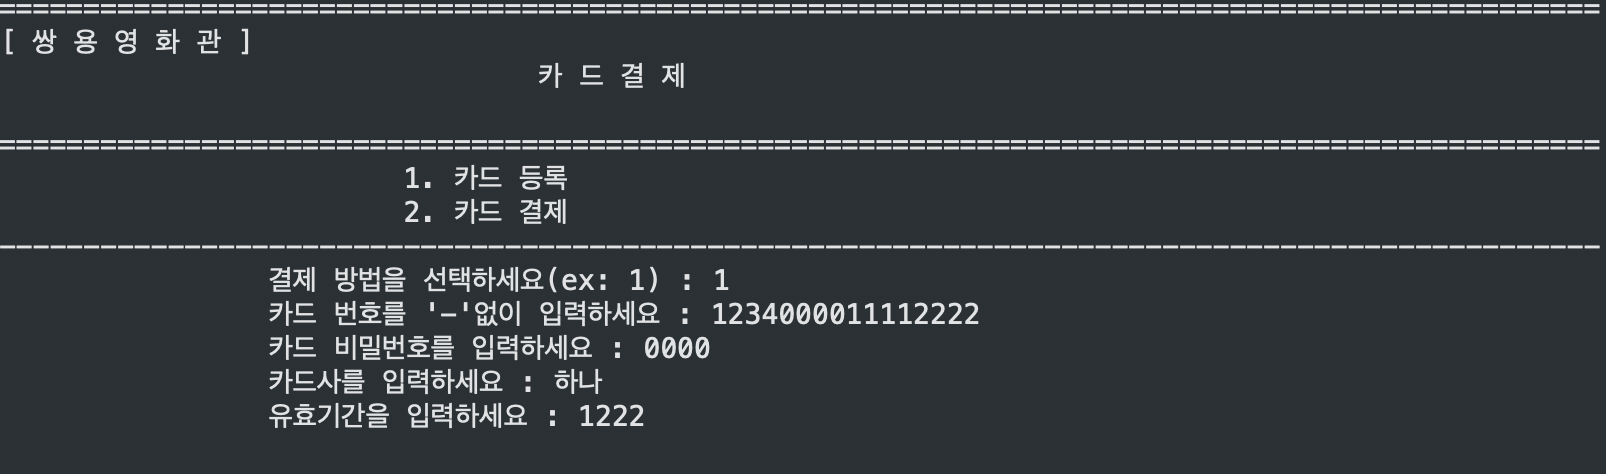 ===============================================================================================
[ 쌍 용 영 화 관 ]
카 드 결 제
===============================================================================================
1. 카드 등록
2. 카드 결제
-----------------------------------------------------------------------------------------------
결제 방법을 선택하세요(ex: 1) : 1
카드 번호를 '-'없이 입력하세요 : 1234000011112222
카드 비밀번호를 입력하세요 : 0000
카드사를 입력하세요 : 하나
유효기간을 입력하세요 : 1222